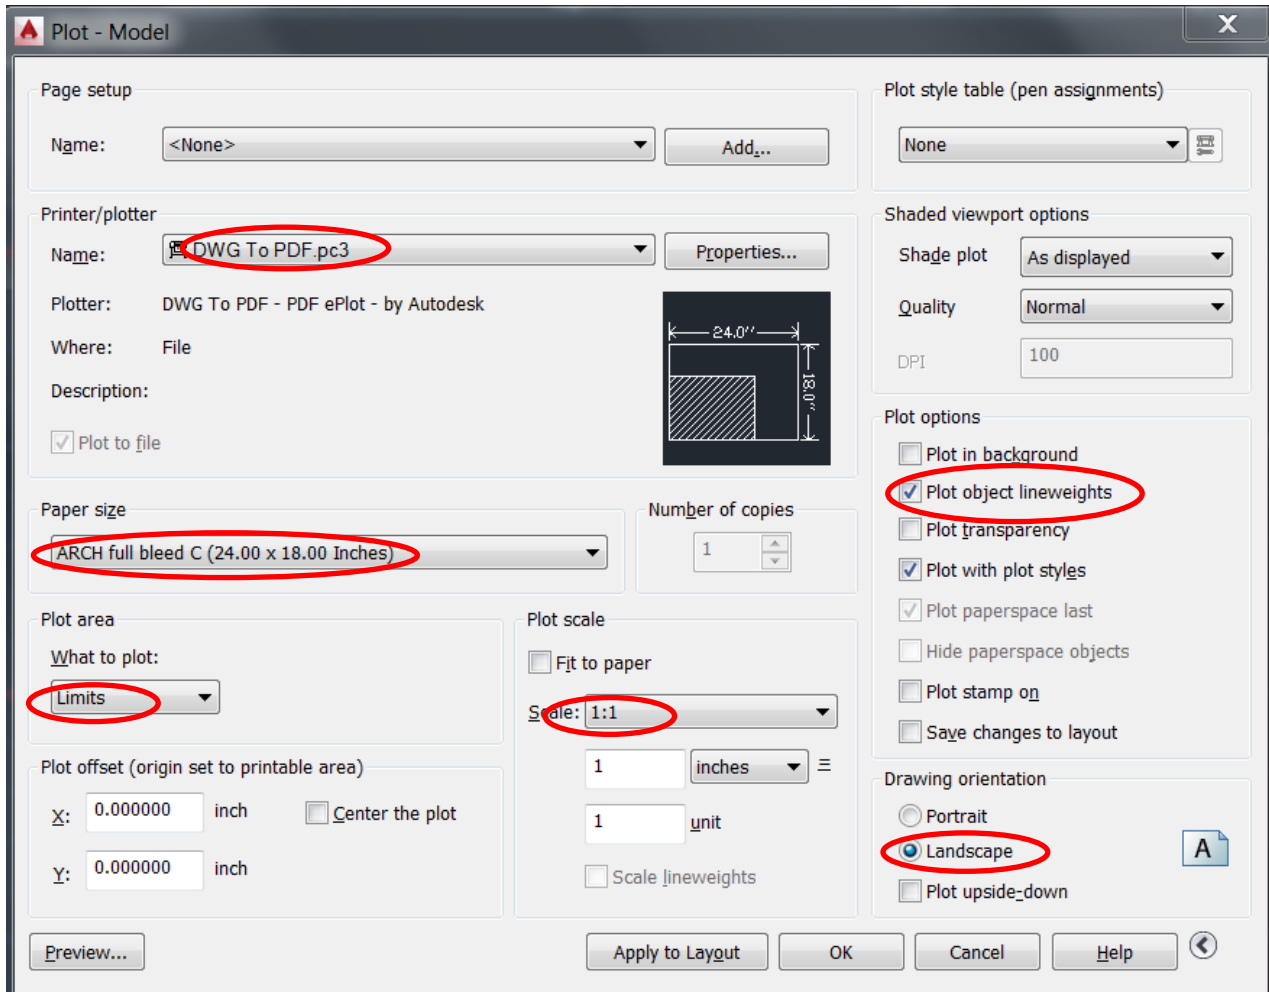 Plot - Model
X
Page setup
Name:
<None>
Add...
Plot style table (pen assignments)
None
Printer/plotter
Name:
DWG To PDF.pc3
Properties...
Plotter:
DWG To PDF - PDF ePlot - by Autodesk
Where:
File
Description:
Plot to file
24.0''
18.0''
Shaded viewport options
Shade plot
As displayed
Quality
Normal
DPI
100
Paper size
ARCH full bleed C (24.00 x 18.00 Inches)
Number of copies
1
Plot options
Plot in background
Plot object lineweights
Plot transparency
Plot with plot styles
Plot paperspace last
Hide paperspace objects
Plot stamp on
Save changes to layout
Plot area
What to plot:
Limits
Plot scale
Fit to paper
Scale:
1:1
1
inches
=
1
unit
Scale lineweights
Plot offset (origin set to printable area)
X:
0.000000
inch
Center the plot
Y:
0.000000
inch
Drawing orientation
Portrait
Landscape
A
Plot upside-down
Preview...
Apply to Layout
OK
Cancel
Help